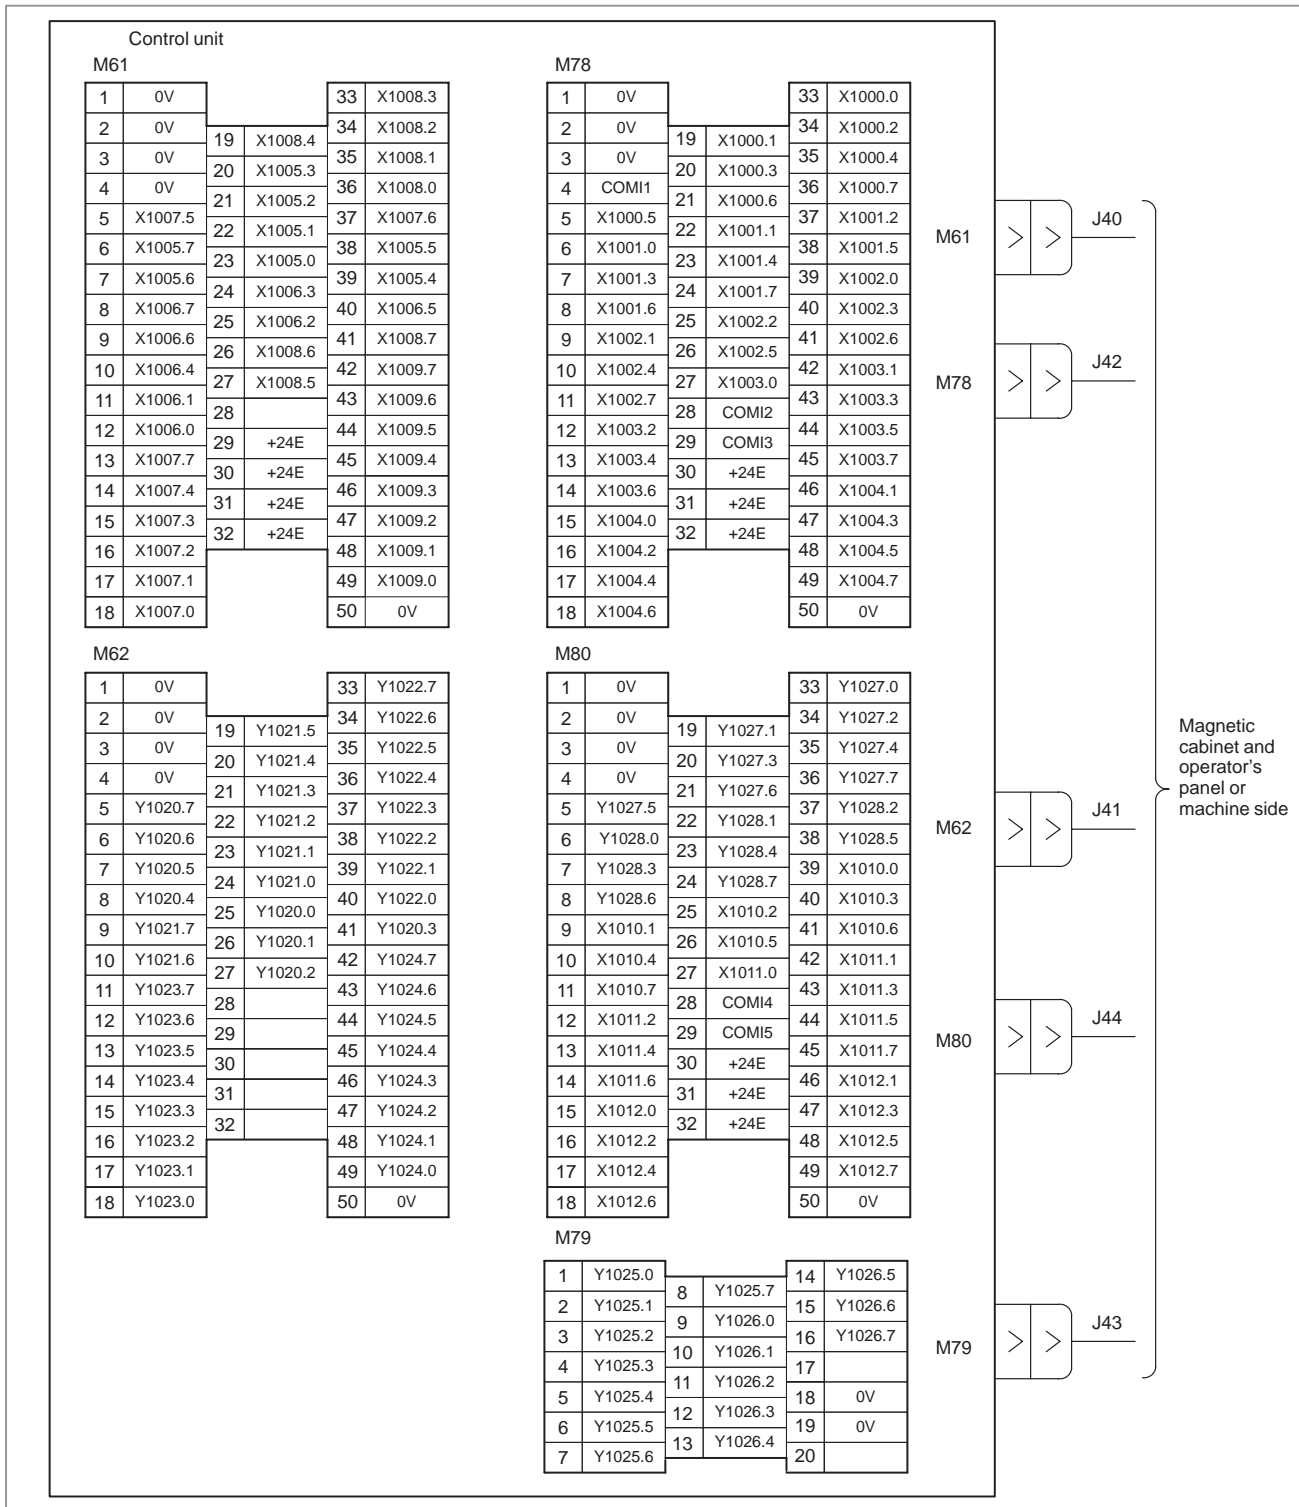 Control unit
M61
1 0V 33 X1008.3
2 0V 34 X1008.2
19 X1008.4
3 0V 35 X1008.1
20 X1005.3
4 0V 36 X1008.0
21 X1005.2
5 X1007.5 37 X1007.6
22 X1005.1
6 X1005.7 38 X1005.5
23 X1005.0
7 X1005.6 39 X1005.4
24 X1006.3
8 X1006.7 40 X1006.5
25 X1006.2
9 X1006.6 41 X1008.7
26 X1008.6
10 X1006.4 42 X1009.7
27 X1008.5
11 X1006.1 43 X1009.6
28
12 X1006.0 44 X1009.5
29 +24E
13 X1007.7 45 X1009.4
30 +24E
14 X1007.4 46 X1009.3
31 +24E
15 X1007.3 47 X1009.2
32 +24E
16 X1007.2 48 X1009.1
17 X1007.1 49 X1009.0
18 X1007.0 50 0V
M78
1 0V 33 X1000.0
2 0V 34 X1000.2
19 X1000.1
3 0V 35 X1000.4
20 X1000.3
4 COMI1 36 X1000.7
21 X1000.6
5 X1000.5 37 X1001.2
22 X1001.1
6 X1001.0 38 X1001.5
23 X1001.4
7 X1001.3 39 X1002.0
24 X1001.7
8 X1001.6 40 X1002.3
25 X1002.2
9 X1002.1 41 X1002.6
26 X1002.5
10 X1002.4 42 X1003.1
27 X1003.0
11 X1002.7 43 X1003.3
28 COMI2
12 X1003.2 44 X1003.5
29 COMI3
13 X1003.4 45 X1003.7
30 +24E
14 X1003.6 46 X1004.1
31 +24E
15 X1004.0 47 X1004.3
32 +24E
16 X1004.2 48 X1004.5
17 X1004.4 49 X1004.7
18 X1004.6 50 0V
M62
1 0V 33 Y1022.7
2 0V 34 Y1022.6
19 Y1021.5
3 0V 35 Y1022.5
20 Y1021.4
4 0V 36 Y1022.4
21 Y1021.3
5 Y1020.7 37 Y1022.3
22 Y1021.2
6 Y1020.6 38 Y1022.2
23 Y1021.1
7 Y1020.5 39 Y1022.1
24 Y1021.0
8 Y1020.4 40 Y1022.0
25 Y1020.0
9 Y1021.7 41 Y1020.3
26 Y1020.1
10 Y1021.6 42 Y1024.7
27 Y1020.2
11 Y1023.7 43 Y1024.6
28
12 Y1023.6 44 Y1024.5
29
13 Y1023.5 45 Y1024.4
30
14 Y1023.4 46 Y1024.3
31
15 Y1023.3 47 Y1024.2
32
16 Y1023.2 48 Y1024.1
17 Y1023.1 49 Y1024.0
18 Y1023.0 50 0V
M80
1 0V 33 Y1027.0
2 0V 34 Y1027.2
19 Y1027.1
3 0V 35 Y1027.4
20 Y1027.3
4 0V 36 Y1027.7
21 Y1027.6
5 Y1027.5 37 Y1028.2
22 Y1028.1
6 Y1028.0 38 Y1028.5
23 Y1028.4
7 Y1028.3 39 X1010.0
24 Y1028.7
8 Y1028.6 40 X1010.3
25 X1010.2
9 X1010.1 41 X1010.6
26 X1010.5
10 X1010.4 42 X1011.1
27 X1011.0
11 X1010.7 43 X1011.3
28 COMI4
12 X1011.2 44 X1011.5
29 COMI5
13 X1011.4 45 X1011.7
30 +24E
14 X1011.6 46 X1012.1
31 +24E
15 X1012.0 47 X1012.3
32 +24E
16 X1012.2 48 X1012.5
17 X1012.4 49 X1012.7
18 X1012.6 50 0V
M79
1 Y1025.0 14 Y1026.5
8 Y1025.7
2 Y1025.1 15 Y1026.6
9 Y1026.0
3 Y1025.2 16 Y1026.7
10 Y1026.1
4 Y1025.3 17
11 Y1026.2
5 Y1025.4 18 0V
12 Y1026.3
6 Y1025.5 19 0V
13 Y1026.4
7 Y1025.6 20
M61 J40
M78 J42
M62 J41
M80 J44
M79 J43
Magnetic
cabinet and
operator's
panel or
machine side